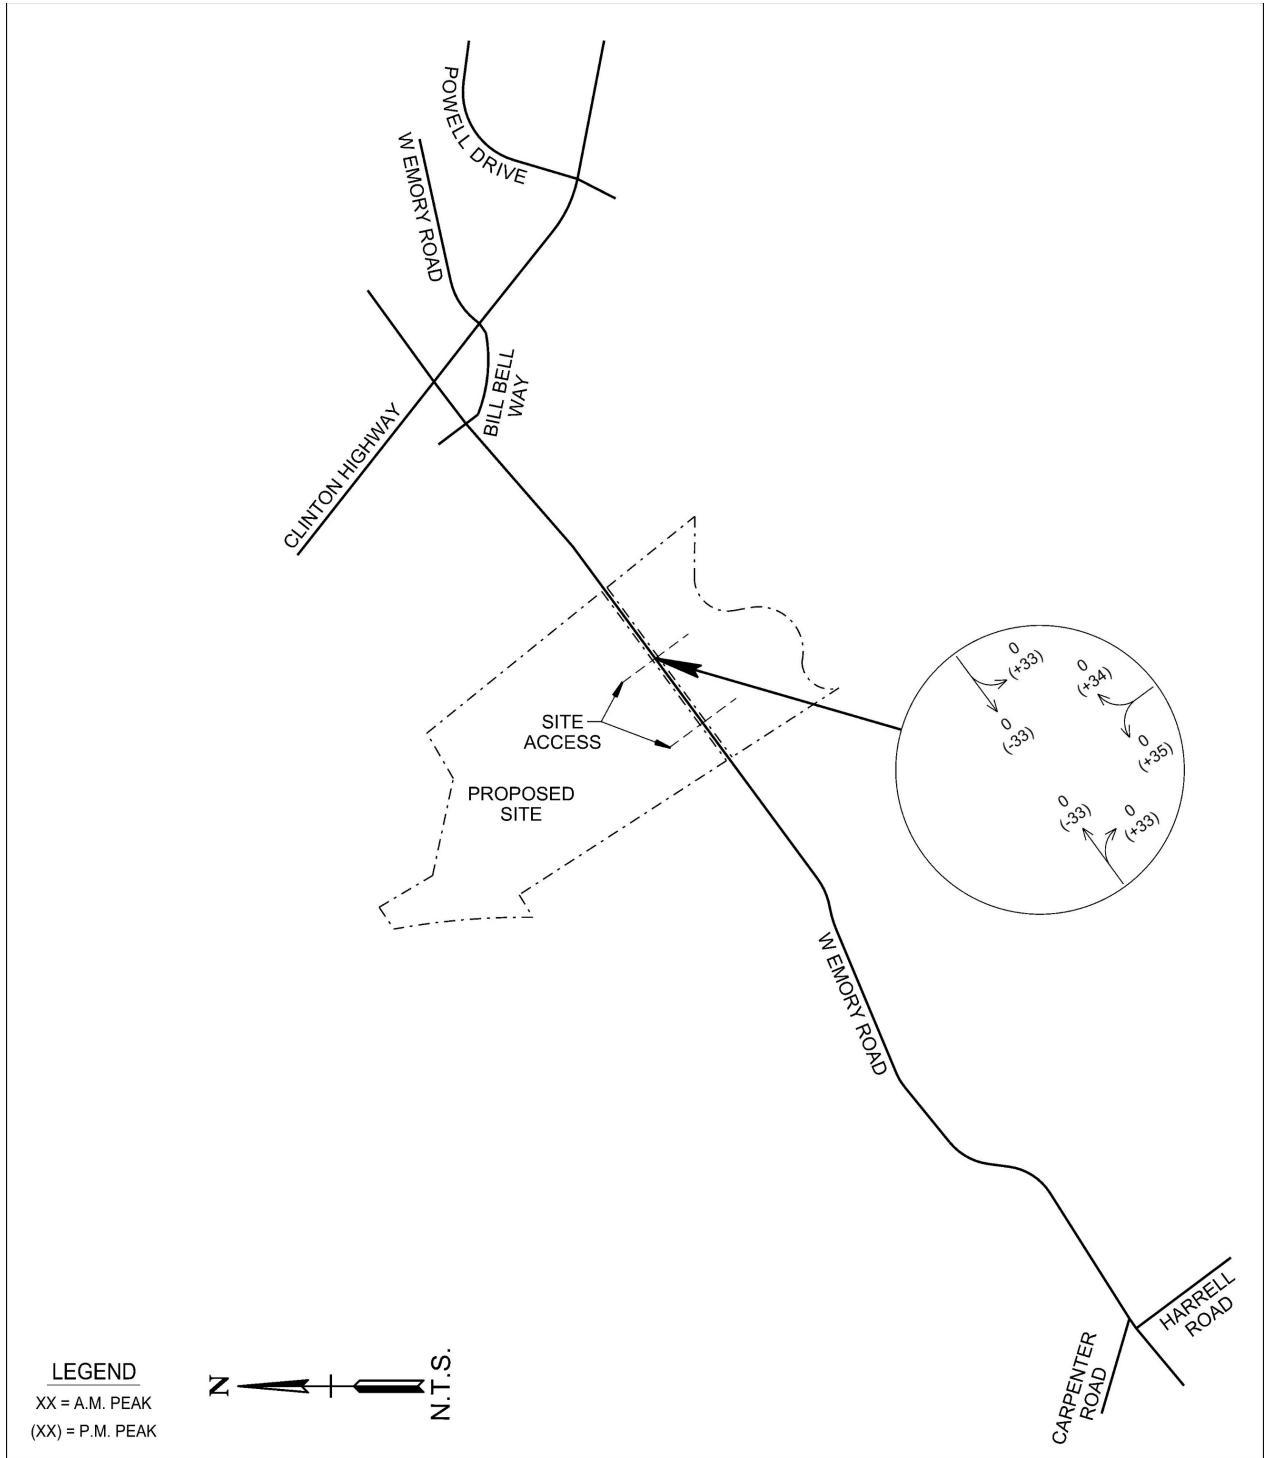 POWELL DRIVE
W EMORY ROAD
BILL BELL
WAY
CLINTON HIGHWAY
SITE
ACCESS
PROPOSED
SITE
0
(+33)
0
(+34)
0
(-33)
0
(+35)
0
(-33)
0
(+33)
W EMORY ROAD
HARRELL
ROAD
CARPENTER
ROAD
LEGEND
XX = A.M. PEAK
(XX) = P.M. PEAK
N
N.T.S.